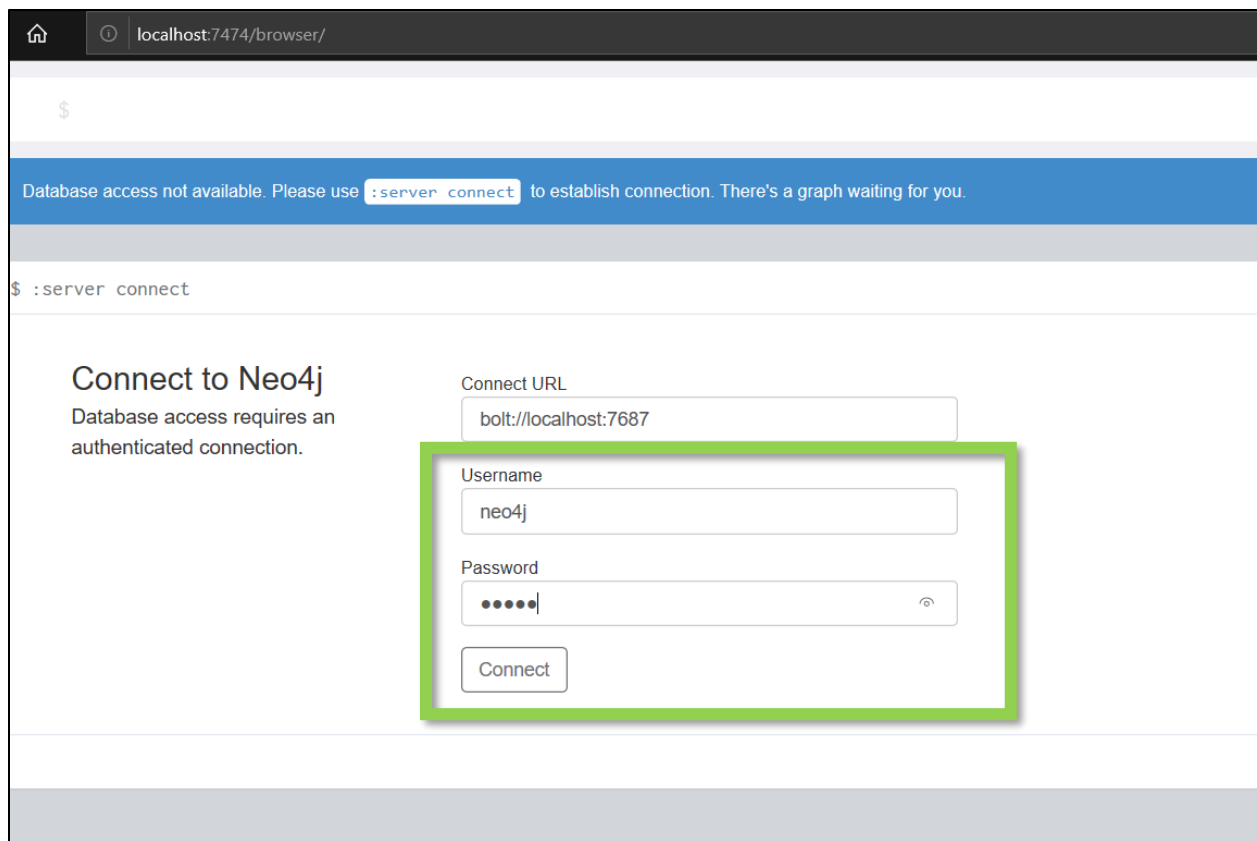 localhost:7474/browser/
$
Database access not available. Please use :server connect to establish connection. There's a graph waiting for you.
$ :server connect
Connect to Neo4j
Database access requires an
authenticated connection.
Connect URL
bolt://localhost:7687
Username
neo4j
Password
•••••
Connect